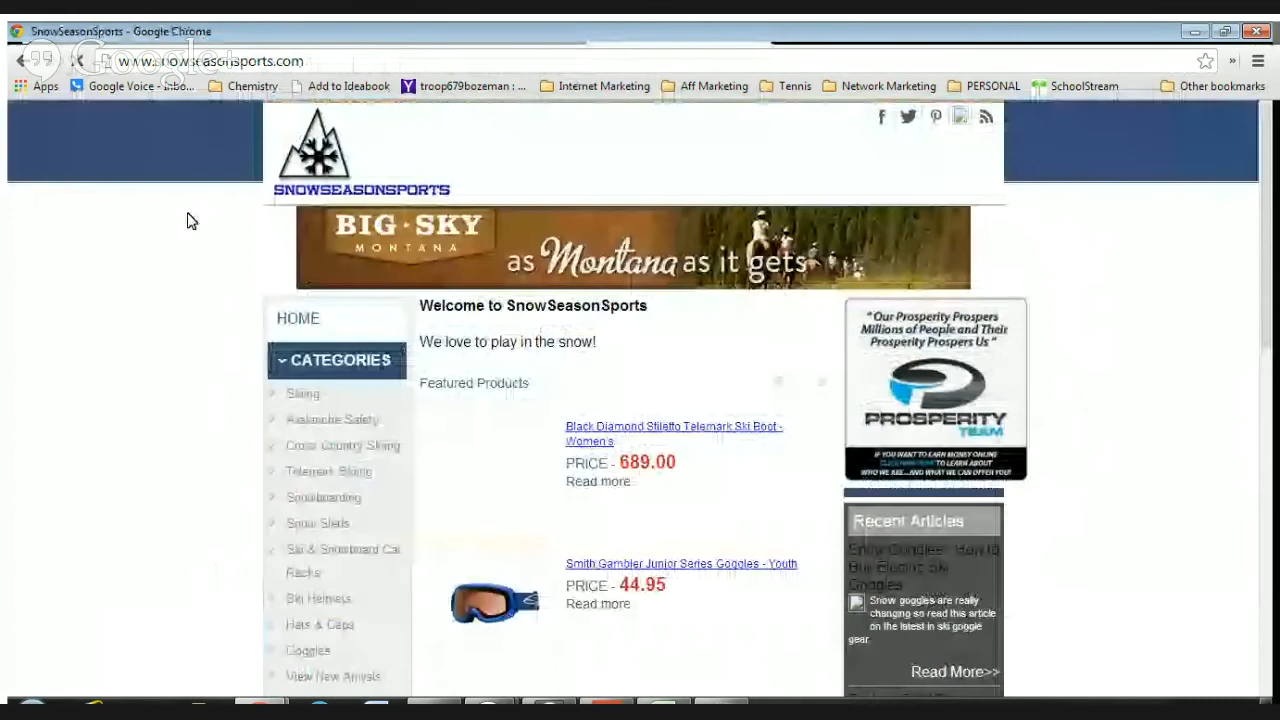 SnowSeasonSports - Google Chrome
Google+
www.snowseasonsports.com
Apps
Google Voice - Inbo...
Chemistry
Add to Ideabook
troop679bozeman : ...
Internet Marketing
Aff Marketing
Tennis
Network Marketing
PERSONAL
SchoolStream
Other bookmarks
SNOWSEASONSPORTS
BIG·SKY
MONTANA
as Montana as it gets
HOME
CATEGORIES
Skiing
Avalanche Safety
Cross Country Skiing
Telemark Skiing
Snowboarding
Snow Sleds
Ski & Snowboard Car
Racks
Ski Helmets
Hats & Caps
Goggles
View New Arrivals
Welcome to SnowSeasonSports
We love to play in the snow!
Featured Products
Black Diamond Stiletto Telemark Ski Boot -
Women's
PRICE - 689.00
Read more
Smith Gambler Junior Series Goggles - Youth
PRICE - 44.95
Read more
"Our Prosperity Prospers
Millions of People and Their
Prosperity Prospers Us"
PROSPERITY
TEAM
IF YOU WANT TO EARN MONEY ONLINE
CLICK HERE TO LEARN ABOUT
WHO WE ARE...AND WHAT WE CAN OFFER YOU!
Recent Articles
How to
Goggles
Snow goggles are really
changing so read this article
on the latest in ski goggle
gear.
Read More>>